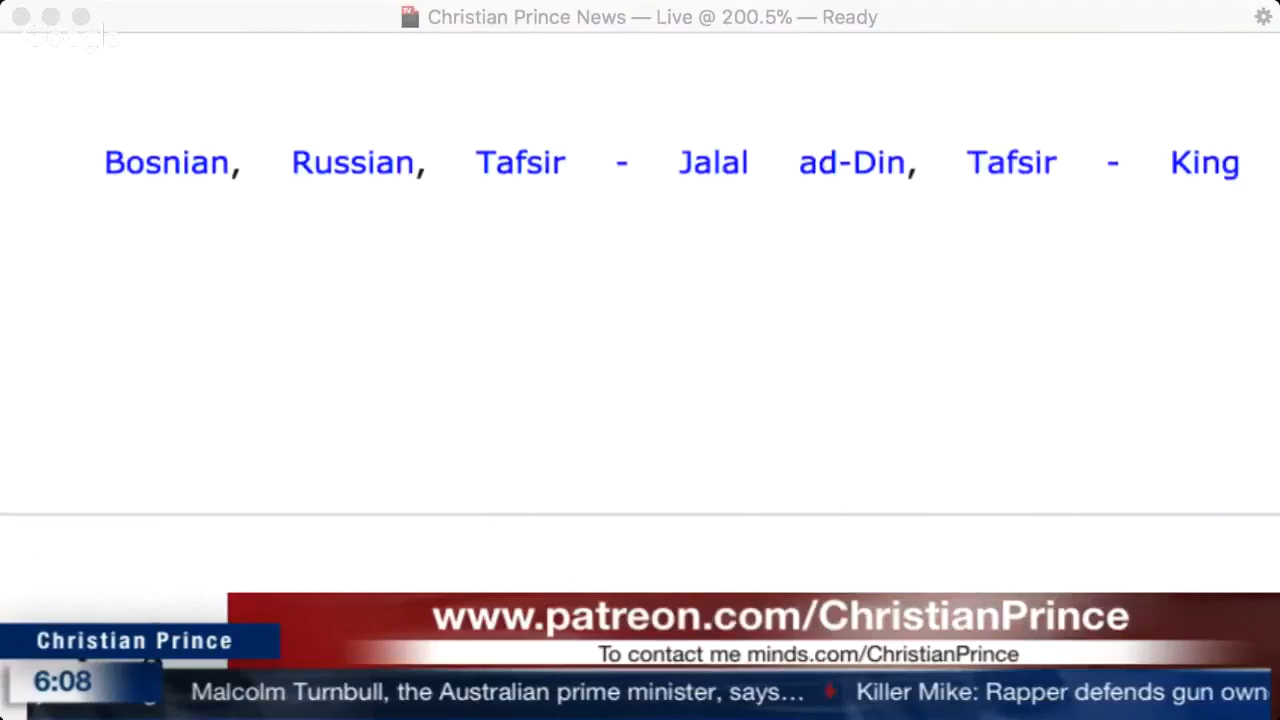 Christian Prince News — Live @ 200.5% — Ready
Google
Bosnian, Russian, Tafsir - Jalal ad-Din, Tafsir - King
www.patreon.com/ChristianPrince
Christian Prince
To contact me minds.com/ChristianPrince
6:08
Malcolm Turnbull, the Australian prime minister, says... Killer Mike: Rapper defends gun own